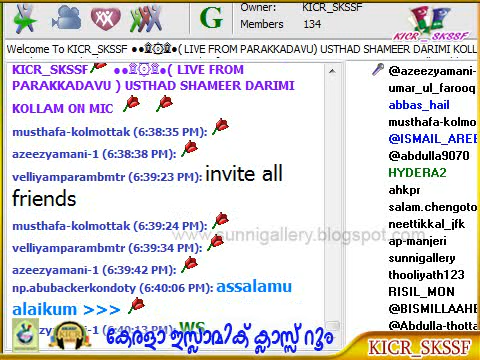 G
Owner: KICR_SKSSF
Members 134
KICR_SKSSF
Welcome To KICR_SKSSF ●●۩۞۩●( LIVE FROM PARAKKADAVU) USTHAD SHAMEER DARIMI KOLL
KICR_SKSSF ●●۩۞۩●( LIVE FROM
PARAKKADAVU ) USTHAD SHAMEER DARIMI
KOLLAM ON MIC
musthafa-kolmottak (6:38:35 PM):
azeezyamani-1 (6:38:38 PM):
velliyamparambmtr (6:39:23 PM): invite all
friends
musthafa-kolmottak (6:39:24 PM):
velliyamparambmtr (6:39:34 PM):
azeezyamani-1 (6:39:42 PM):
np.abubackerkondoty (6:40:06 PM): assalamu
alaikum >>>
(6:40:13 PM): WS
@azeezyamani-
umar_ul_farooq
abbas_hail
musthafa-kolmo
@ISMAIL_AREE
@abdulla9070
HYDERA2
ahkpr
salam.chengoto
neettikkal_jfk
ap-manjeri
sunnigallery
thooliyath123
RISIL_MON
@BISMILLAAHE
@Abdulla-thotta
www.sunnigallery.blogspot.com
കേരളാ ഇസ്ലാമിക് ക്ലാസ്സ് റൂം
KICR_SKSSF